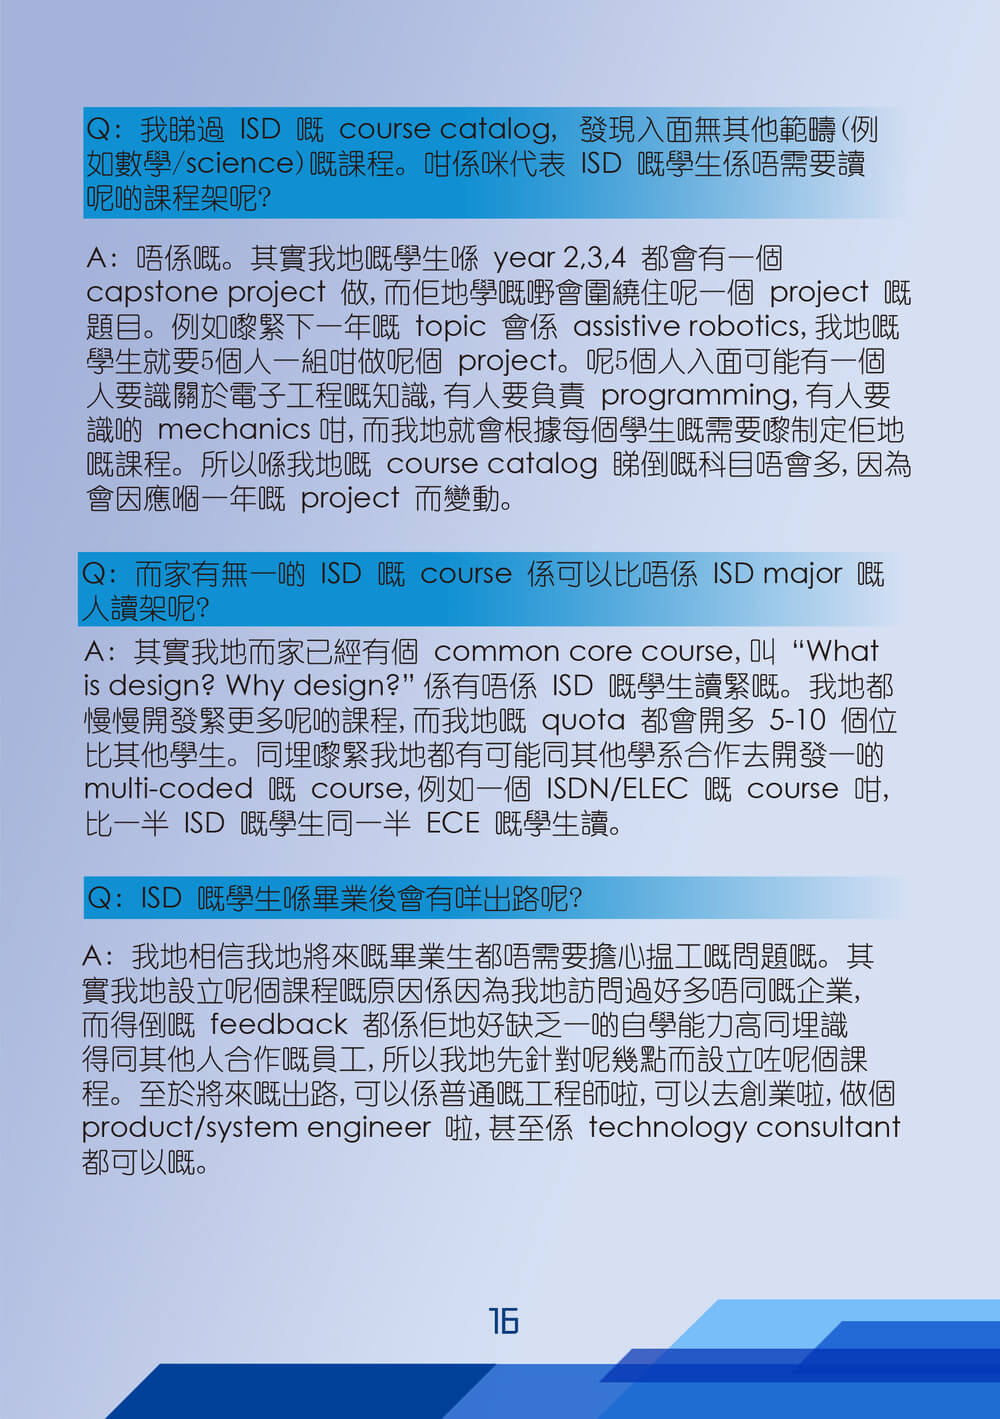 Q: 我睇過 ISD 嘅 course catalog, 發現入面無其他範疇(例
如數學/science)嘅課程。咁係咪代表 ISD 嘅學生係唔需要讀
呢啲課程架呢?
A: 唔係嘅。其實我地嘅學生喺 year 2,3,4 都會有一個
capstone project 做,而佢地學嘅嘢會圍繞住呢一個 project 嘅
題目。例如嚟緊下一年嘅 topic 會係 assistive robotics,我地嘅
學生就要5個人一組咁做呢個 project。呢5個人入面可能有一個
人要識關於電子工程嘅知識,有人要負責 programming,有人要
識啲 mechanics 咁,而我地就會根據每個學生嘅需要嚟制定佢地
嘅課程。所以喺我地嘅 course catalog 睇倒嘅科目唔會多,因為
會因應嗰一年嘅 project 而變動。
Q: 而家有無一啲 ISD 嘅 course 係可以比唔係 ISD major 嘅
人讀架呢?
A: 其實我地而家已經有個 common core course,叫 “What
is design? Why design?” 係有唔係 ISD 嘅學生讀緊嘅。我地都
慢慢開發緊更多呢啲課程,而我地嘅 quota 都會開多 5-10 個位
比其他學生。同埋嚟緊我地都有可能同其他學系合作去開發一啲
multi-coded 嘅 course,例如一個 ISDN/ELEC 嘅 course 咁,
比一半 ISD 嘅學生同一半 ECE 嘅學生讀。
Q: ISD 嘅學生喺畢業後會有咩出路呢?
A: 我地相信我地將來嘅畢業生都唔需要擔心搵工嘅問題嘅。其
實我地設立呢個課程嘅原因係因為我地訪問過好多唔同嘅企業,
而得倒嘅 feedback 都係佢地好缺乏一啲自學能力高同埋識
得同其他人合作嘅員工,所以我地先針對呢幾點而設立咗呢個課
程。至於將來嘅出路,可以係普通嘅工程師啦,可以去創業啦,做個
product/system engineer 啦,甚至係 technology consultant
都可以嘅。
16